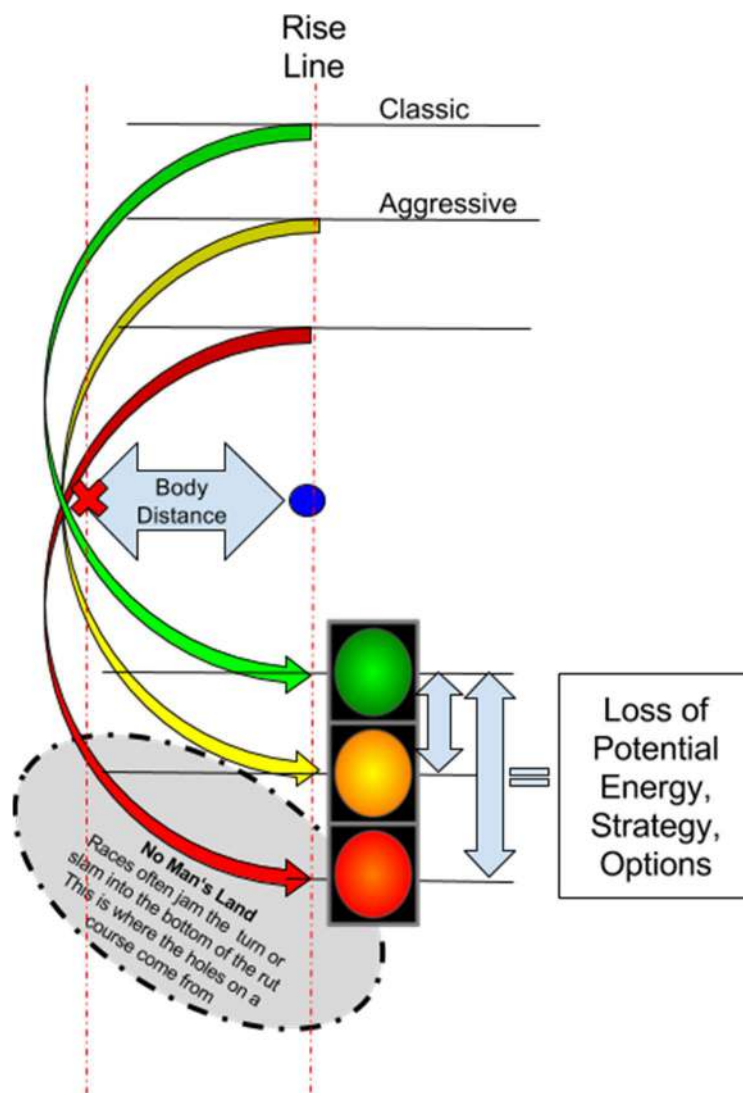 Rise
Line
Classic
Aggressive
Body
Distance
Loss of
Potential
Energy,
Strategy,
Options
No Man's Land
Races often jam the turn or
slam into the bottom of the rut
This is where the holes on a
course come from